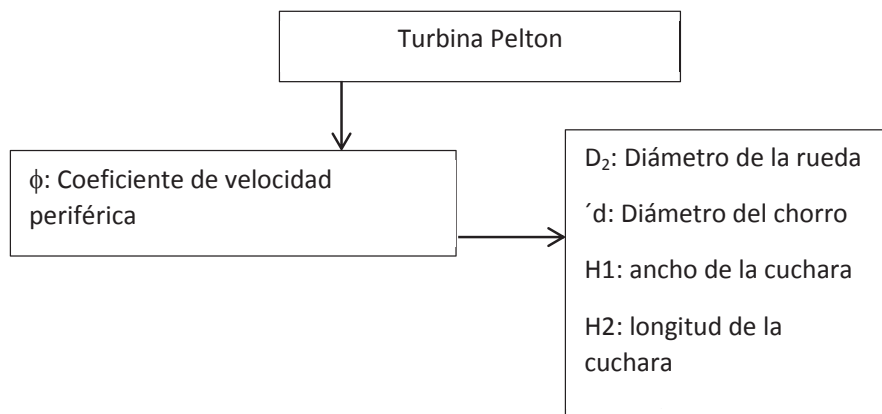 Turbina Pelton
ϕ: Coeficiente de velocidad
periférica
D₂: Diámetro de la rueda
´d: Diámetro del chorro
H1: ancho de la cuchara
H2: longitud de la
cuchara